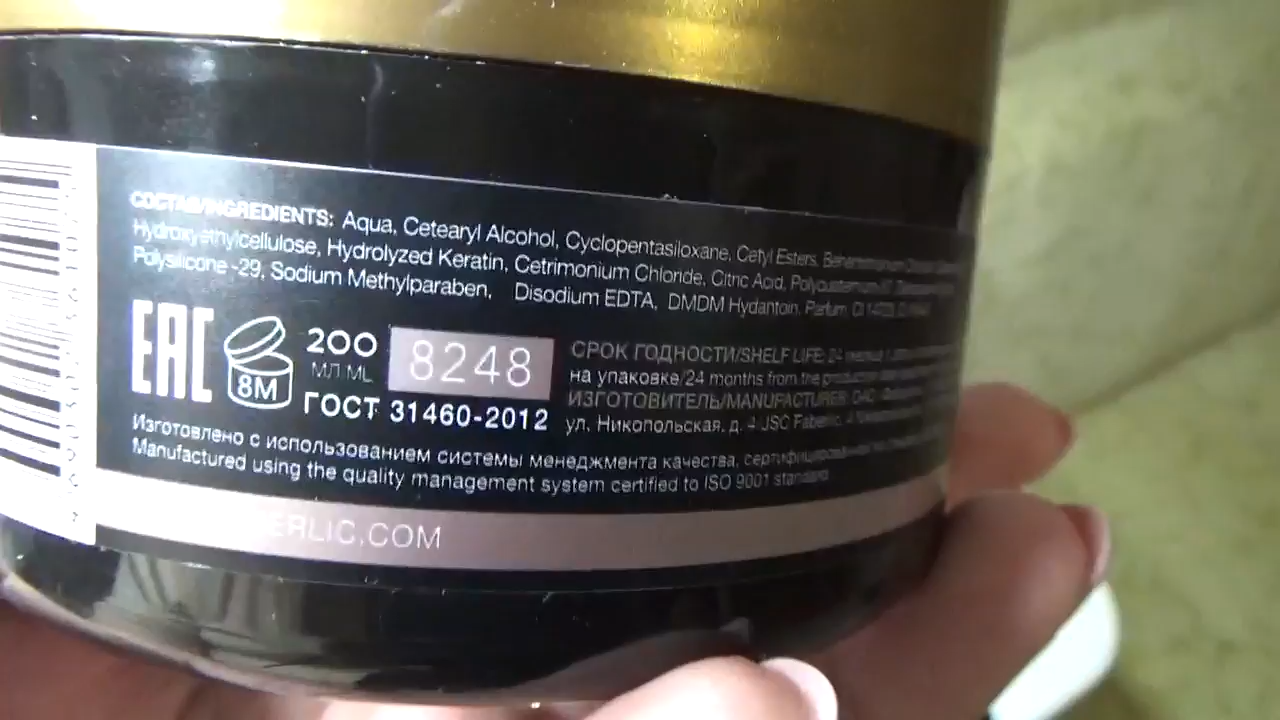 СОСТАВ/INGREDIENTS: Aqua, Cetearyl Alcohol, Cyclopentasiloxane, Cetyl Esters,
Hydroxyethylcellulose, Hydrolyzed Keratin, Cetrimonium Chloride, Citric Acid,
Polysilicone -29, Sodium Methylparaben, Disodium EDTA, DMDM Hydantoin, Parfum,
EAC
8M
200
МЛ ML
8248
ГОСТ 31460-2012
СРОК ГОДНОСТИ/SHELF LIFE: 24
на упаковке/24 months from the production
ИЗГОТОВИТЕЛЬ/MANUFACTURER: ОАО
ул. Никопольская, д. 4 JSC Faberlic, 4
Изготовлено с использованием системы менеджмента качества,
Manufactured using the quality management system certified to ISO 9001 standard
ERLIC.COM